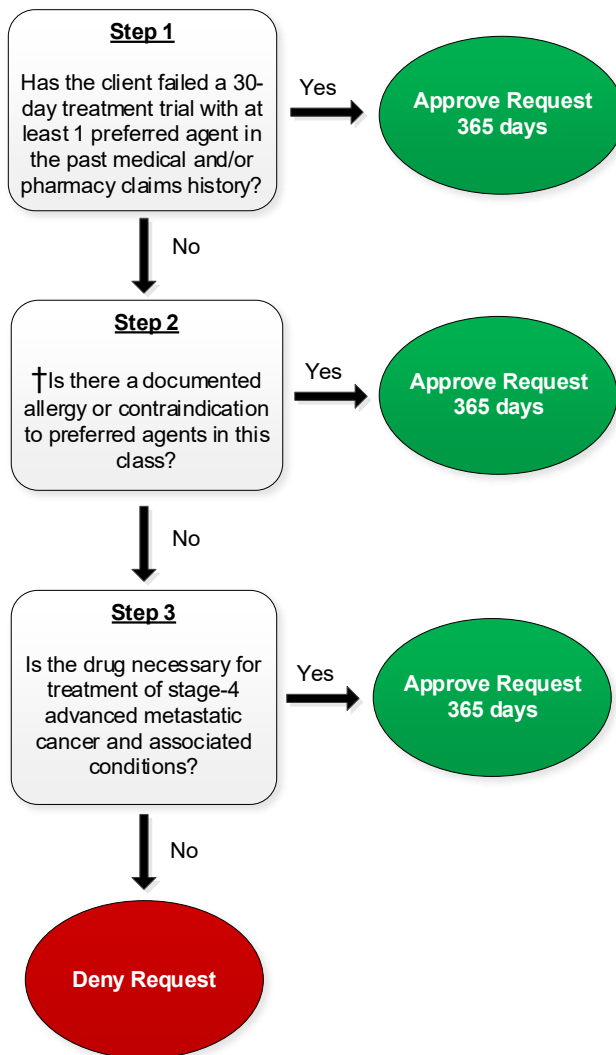 Step 1
Has the client failed a 30-
day treatment trial with at
least 1 preferred agent in
the past medical and/or
pharmacy claims history?
Yes
Approve Request
365 days
No
Step 2
†Is there a documented
allergy or contraindication
to preferred agents in this
class?
Yes
Approve Request
365 days
No
Step 3
Is the drug necessary for
treatment of stage-4
advanced metastatic
cancer and associated
conditions?
Yes
Approve Request
365 days
No
Deny Request